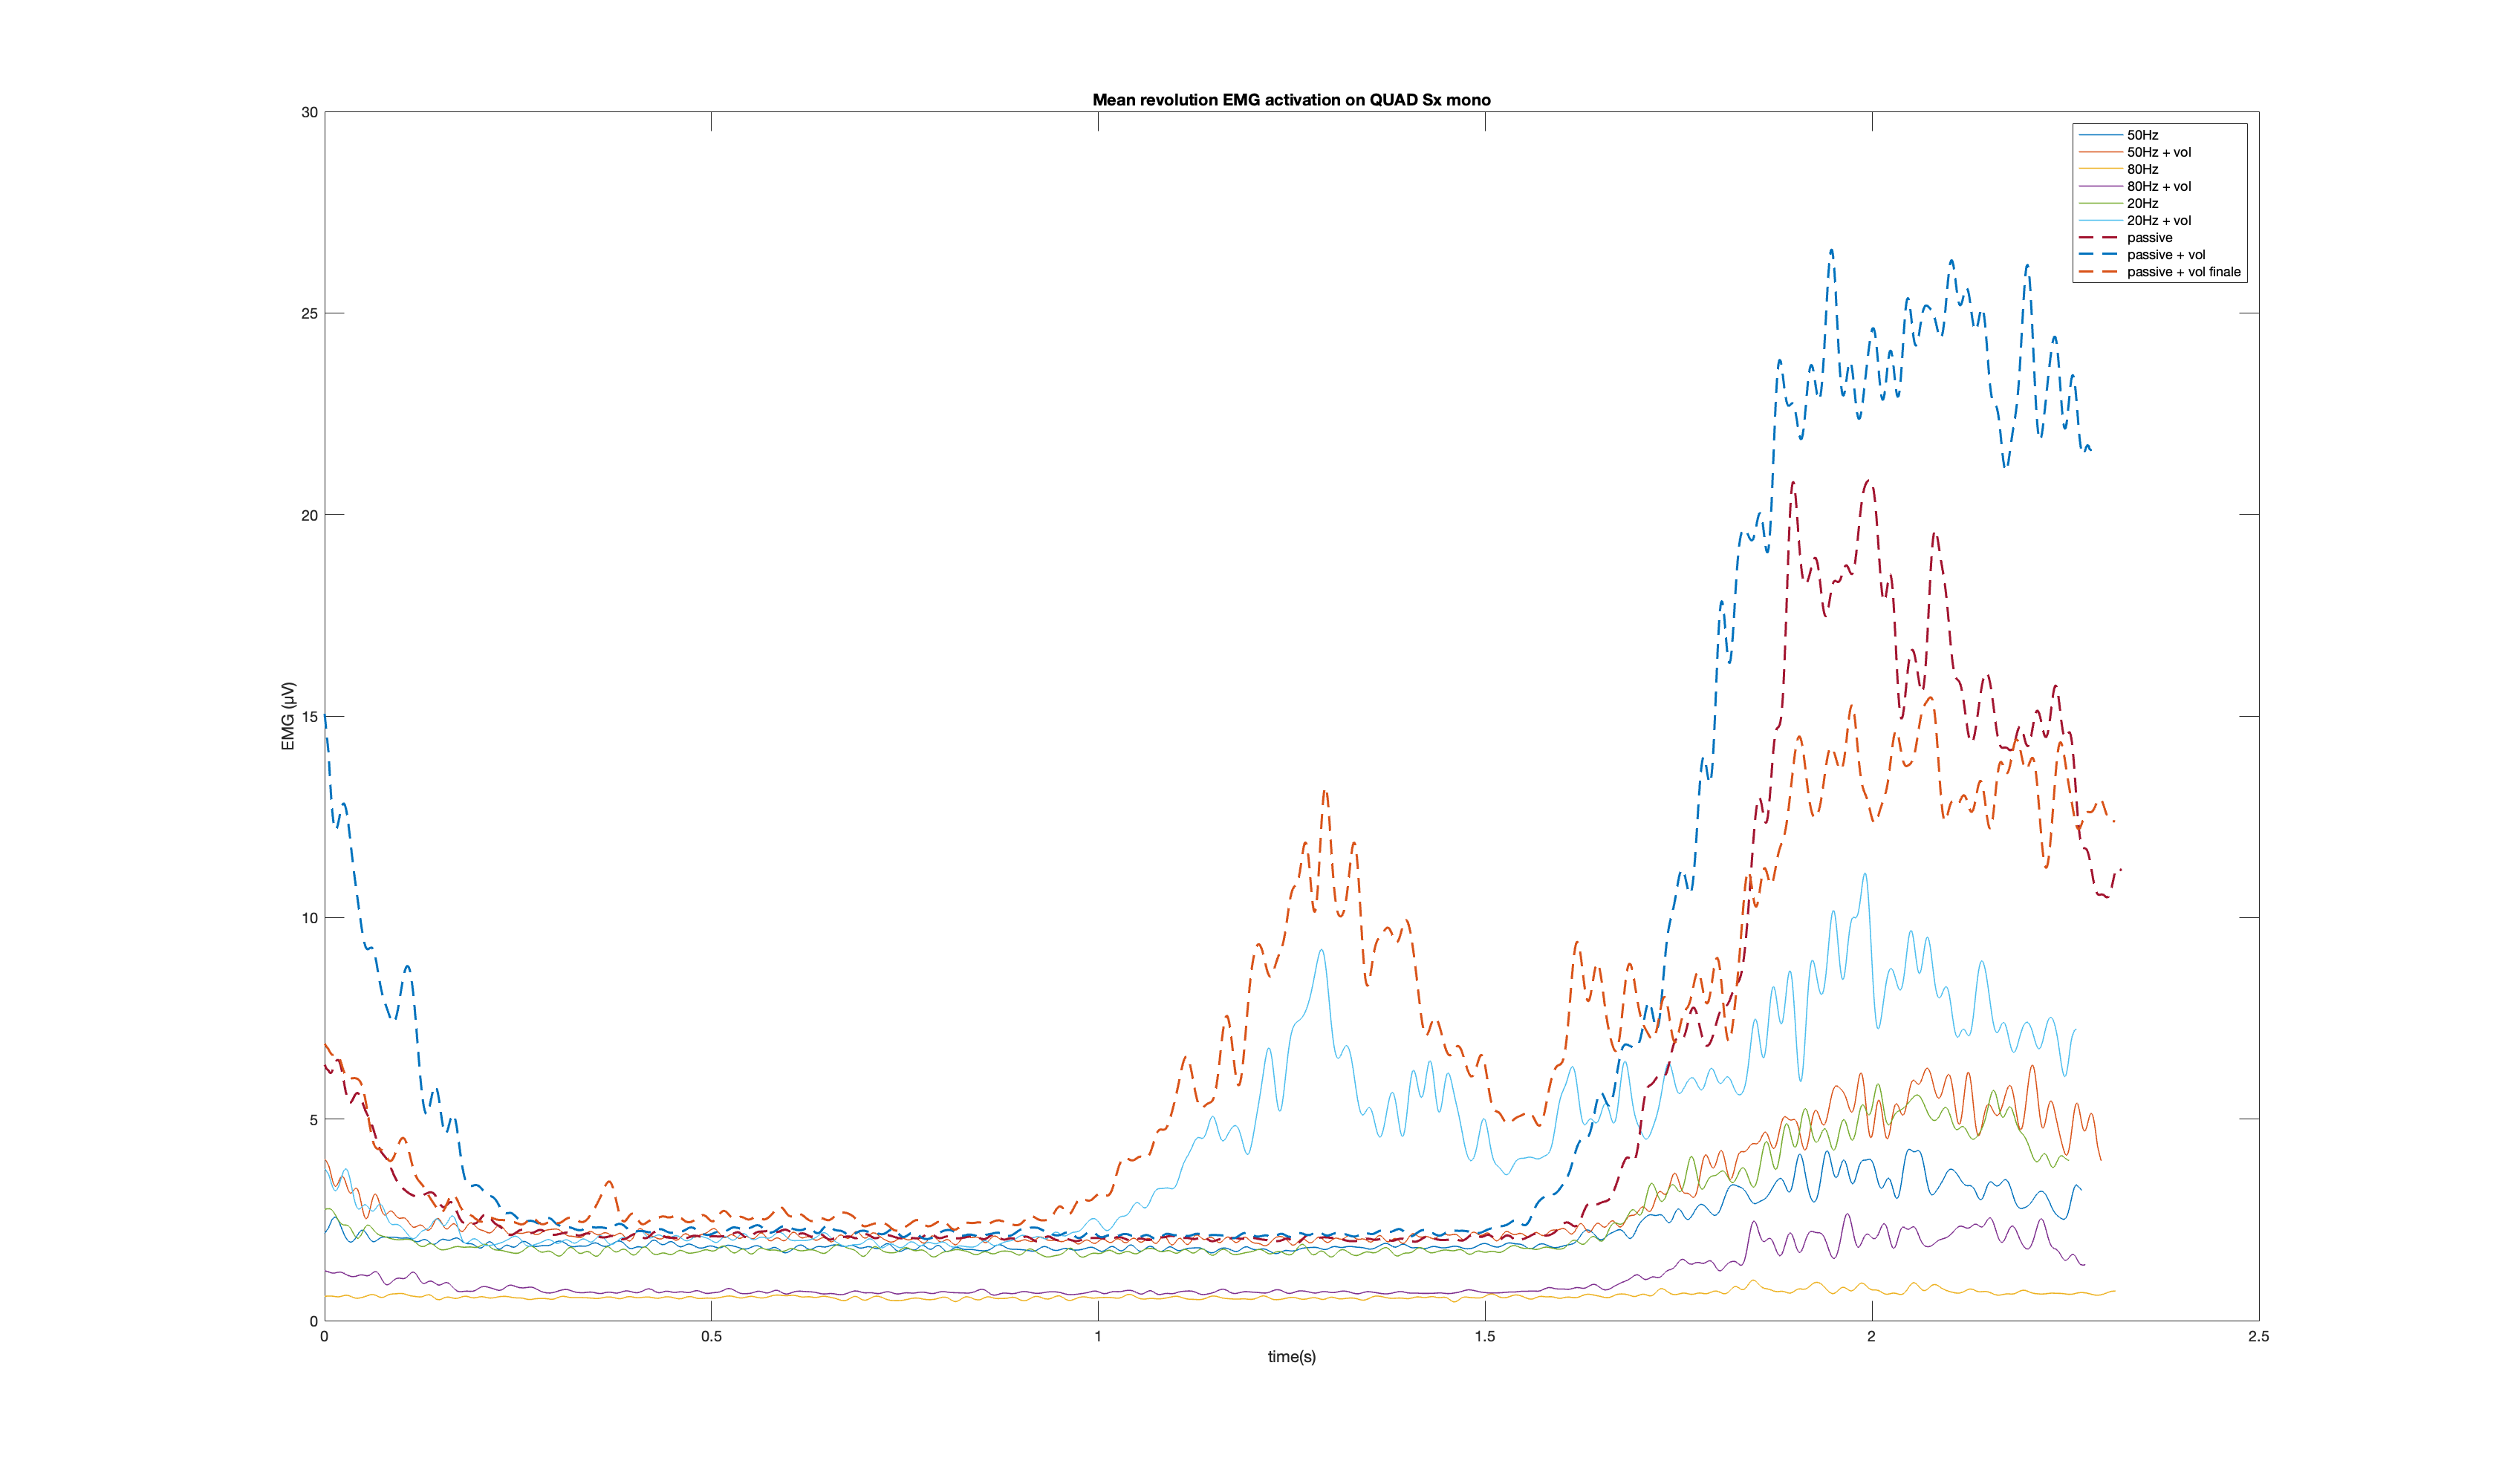 Mean revolution EMG activation on QUAD Sx mono
30
25
20
15
10
5
0
EMG (µV)
50Hz
50Hz + vol
80Hz
80Hz + vol
20Hz
20Hz + vol
passive
passive + vol
passive + vol finale
0 0.5 1 1.5 2 2.5
time(s)